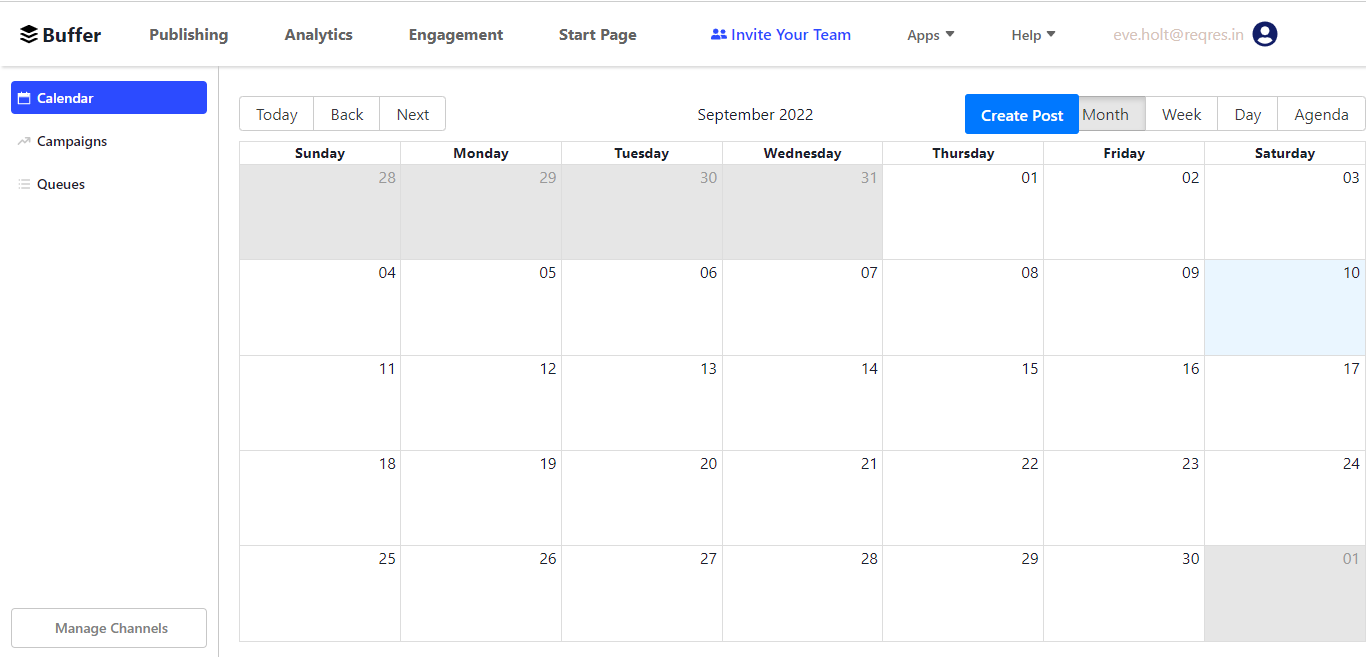 Buffer Publishing Analytics Engagement Start Page Invite Your Team Apps Help eve.holt@reqres.in
Calendar
Campaigns
Queues
Manage Channels
Today Back Next September 2022 Create Post Month Week Day Agenda
Sunday Monday Tuesday Wednesday Thursday Friday Saturday
28 29 30 31 01 02 03
04 05 06 07 08 09 10
11 12 13 14 15 16 17
18 19 20 21 22 23 24
25 26 27 28 29 30 01